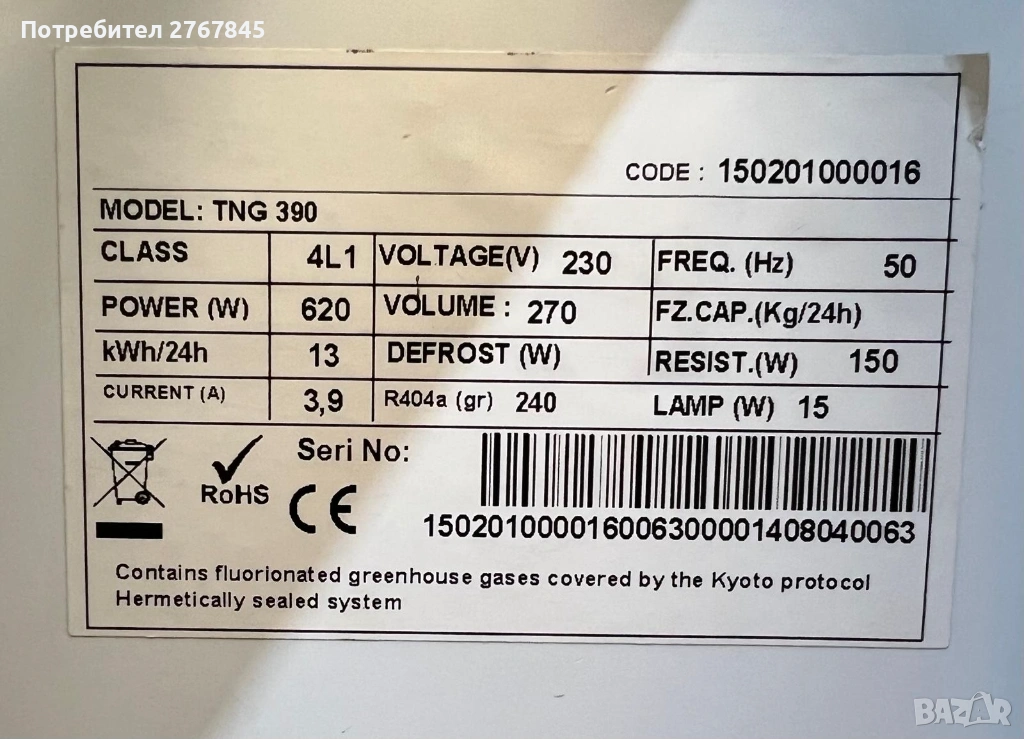 Потребител 2767845
CODE : 150201000016
MODEL: TNG 390
CLASS 4L1 VOLTAGE(V) 230 FREQ. (Hz) 50
POWER (W) 620 VOLUME : 270 FZ.CAP.(Kg/24h)
kWh/24h 13 DEFROST (W) RESIST.(W) 150
CURRENT (A) 3,9 R404a (gr) 240 LAMP (W) 15
Seri No:
RoHS CE
1502010000160063000014080400​63
Contains fluorionated greenhouse gases covered by the Kyoto protocol
Hermetically sealed system
BAZAR